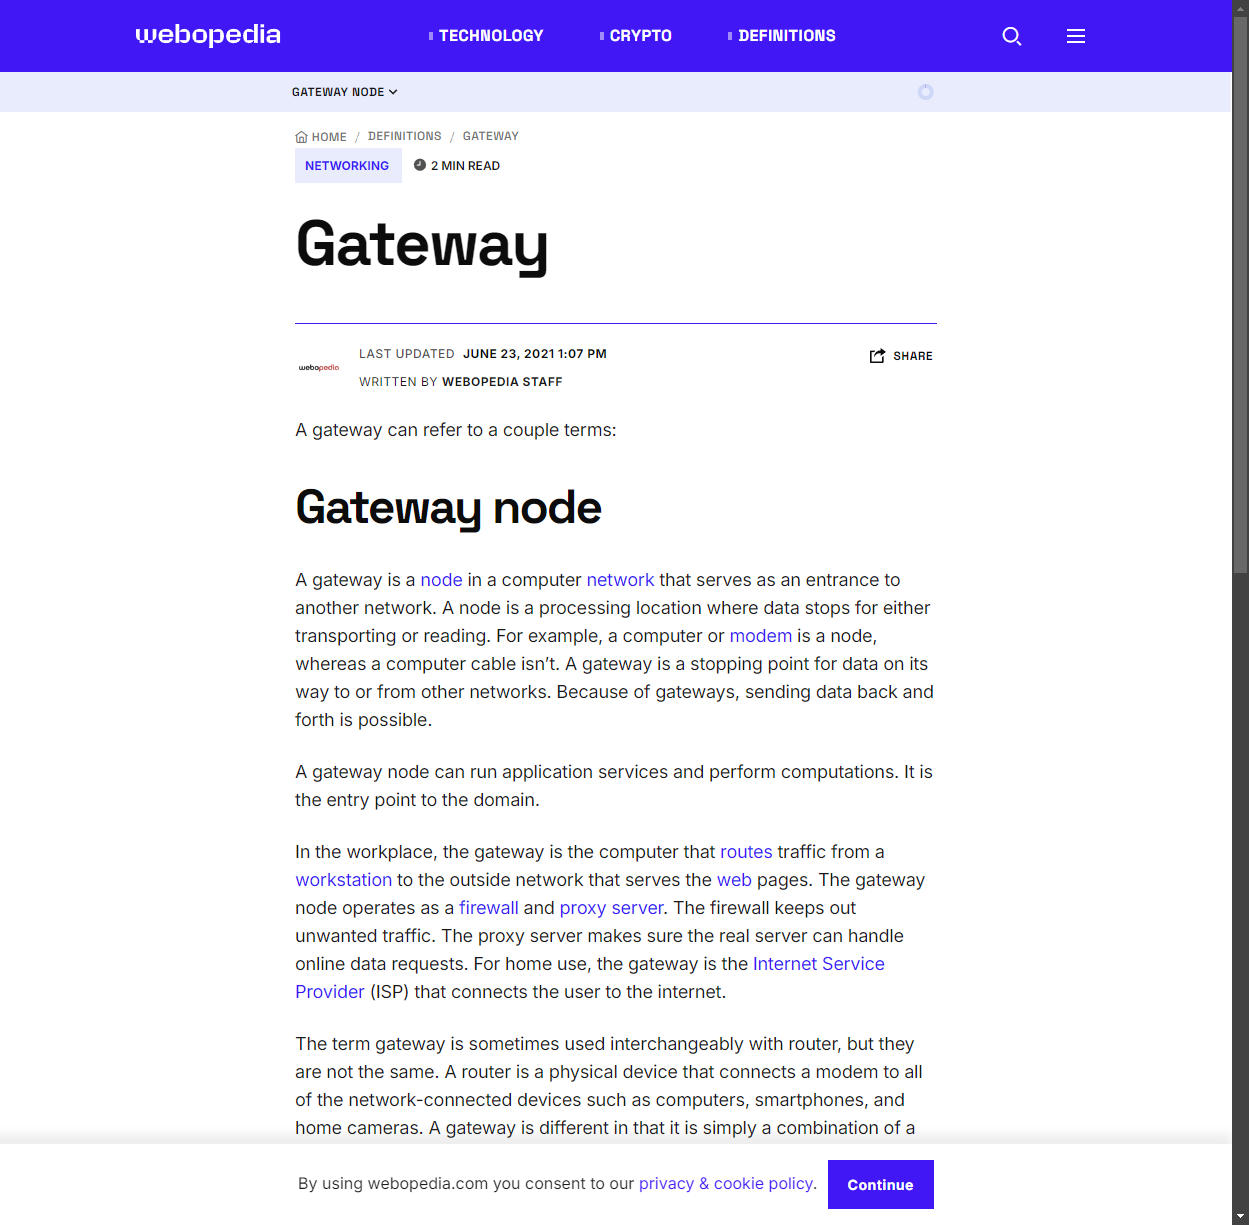 webopedia
TECHNOLOGY
CRYPTO
DEFINITIONS
GATEWAY NODE
HOME / DEFINITIONS / GATEWAY
NETWORKING
2 MIN READ
Gateway
webopedia
LAST UPDATED JUNE 23, 2021 1:07 PM
WRITTEN BY WEBOPEDIA STAFF
SHARE
A gateway can refer to a couple terms:
Gateway node
A gateway is a node in a computer network that serves as an entrance to
another network. A node is a processing location where data stops for either
transporting or reading. For example, a computer or modem is a node,
whereas a computer cable isn’t. A gateway is a stopping point for data on its
way to or from other networks. Because of gateways, sending data back and
forth is possible.
A gateway node can run application services and perform computations. It is
the entry point to the domain.
In the workplace, the gateway is the computer that routes traffic from a
workstation to the outside network that serves the web pages. The gateway
node operates as a firewall and proxy server. The firewall keeps out
unwanted traffic. The proxy server makes sure the real server can handle
online data requests. For home use, the gateway is the Internet Service
Provider (ISP) that connects the user to the internet.
The term gateway is sometimes used interchangeably with router, but they
are not the same. A router is a physical device that connects a modem to all
of the network-connected devices such as computers, smartphones, and
home cameras. A gateway is different in that it is simply a combination of a
By using webopedia.com you consent to our privacy & cookie policy.
Continue